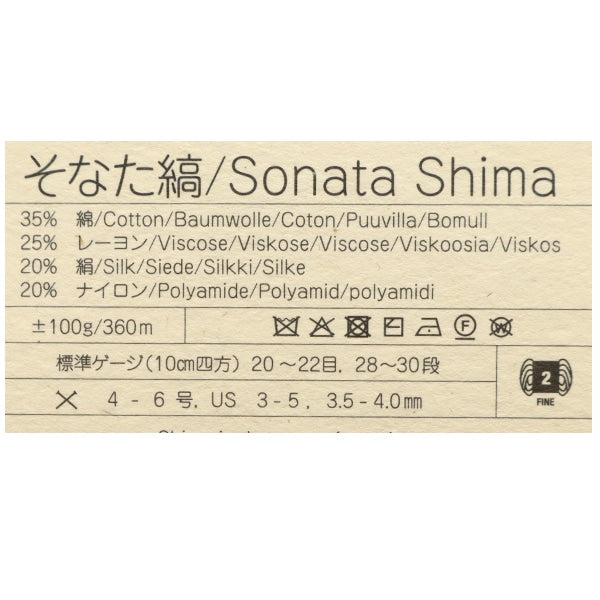 そなた縞/Sonata Shima
35% 綿/Cotton/Baumwolle/Coton/Puuvilla/Bomull
25% レーヨン/Viscose/Viskose/Viscose/Viskoosia/Viskos
20% 絹/Silk/Siede/Silkki/Silke
20% ナイロン/Polyamide/Polyamid/polyamidi
±100g/360m
F
W
標準ゲージ(10cm四方) 20～22目, 28～30段
2
FINE
4 - 6 号, US 3-5, 3.5-4.0mm